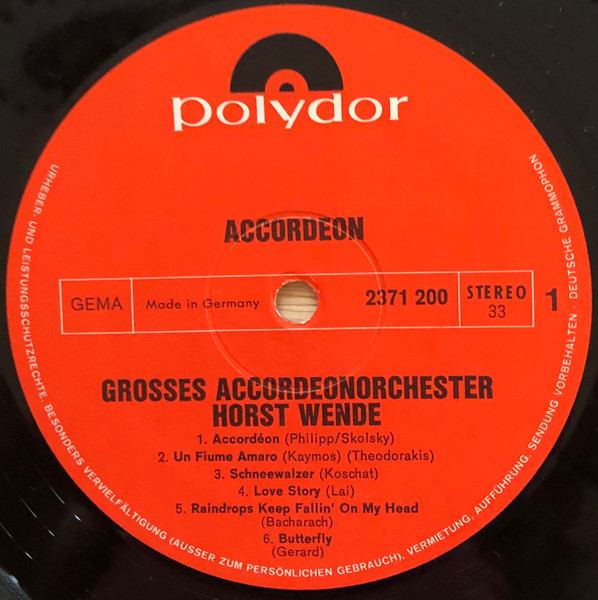 polydor
ACCORDEON
GEMA
Made in Germany
2371 200
STEREO
33
1
GROSSES ACCORDEONORCHESTER
HORST WENDE
1. Accordéon (Philipp/Skolsky)
2. Un Fiume Amaro (Kaymos) (Theodorakis)
3. Schneewalzer (Koschat)
4. Love Story (Lai)
5. Raindrops Keep Fallin' On My Head
(Bacharach)
6. Butterfly
(Gerard)
URHEBER- UND LEISTUNGSSCHUTZRECHTE, BESONDERS VERVIELFÄLTIGUNG (AUSSER ZUM PERSÖNLICHEN GEBRAUCH), VERMIETUNG, AUFFÜHRUNG, SENDUNG VORBEHALTEN · DEUTSCHE GRAMMOPHON